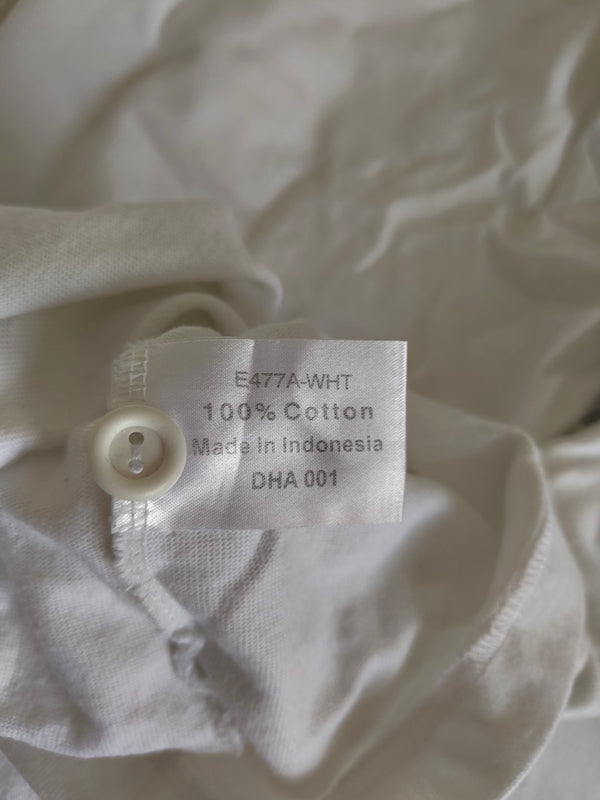 E477A-WHT
100% Cotton
Made In Indonesia
DHA 001